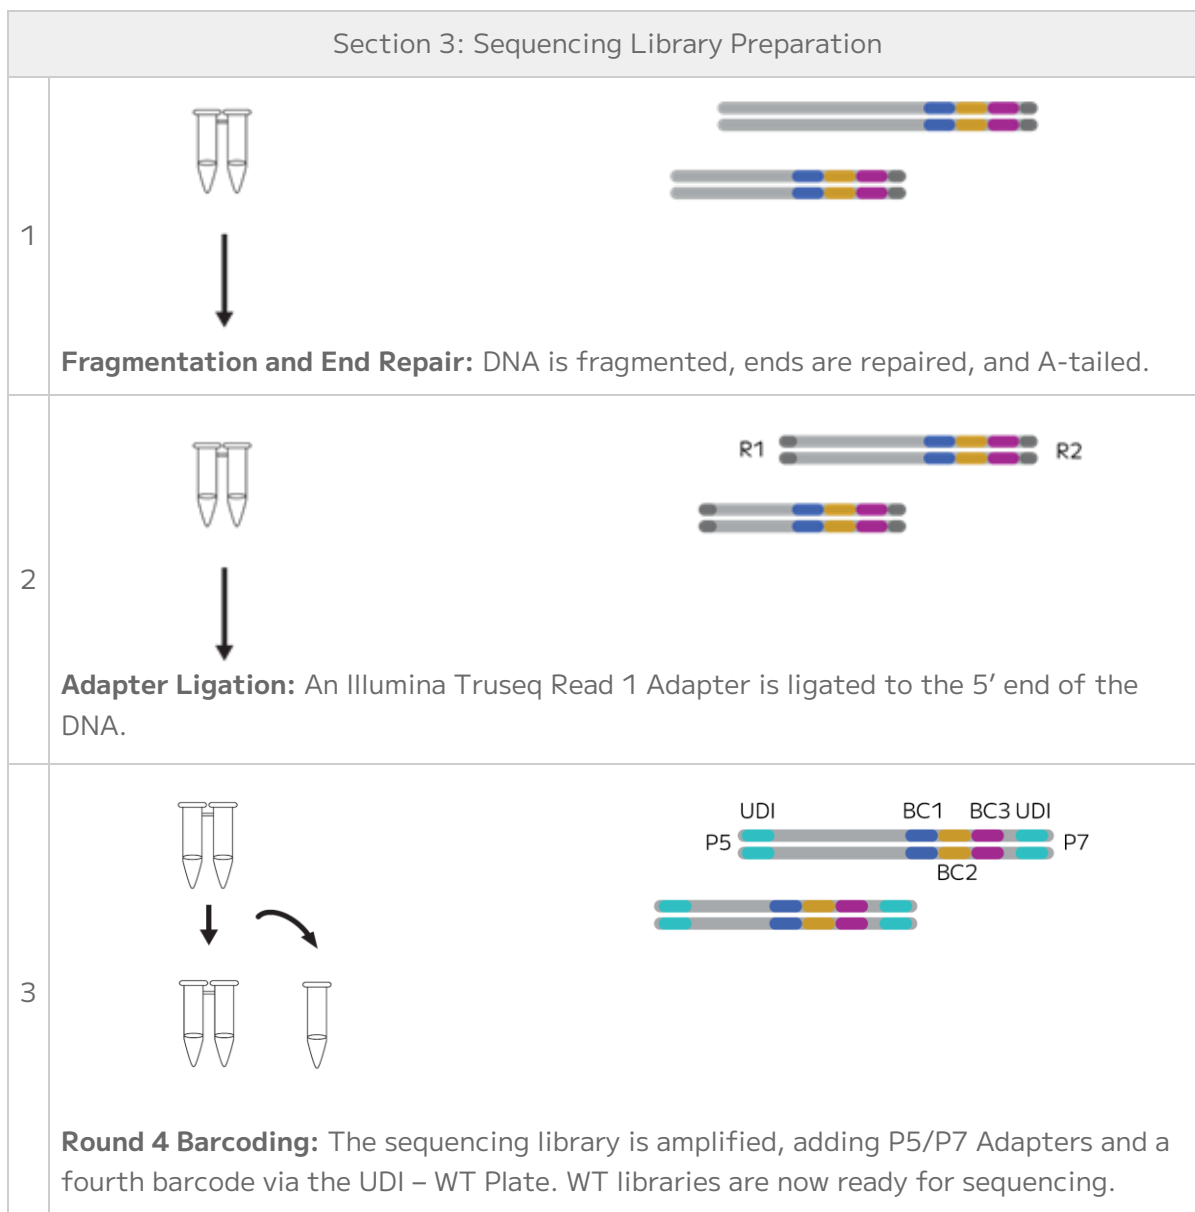 Section 3: Sequencing Library Preparation
1
Fragmentation and End Repair: DNA is fragmented, ends are repaired, and A-tailed.
2
R1
R2
Adapter Ligation: An Illumina Truseq Read 1 Adapter is ligated to the 5’ end of the
DNA.
3
UDI BC1 BC3 UDI
P5 P7
BC2
Round 4 Barcoding: The sequencing library is amplified, adding P5/P7 Adapters and a
fourth barcode via the UDI – WT Plate. WT libraries are now ready for sequencing.